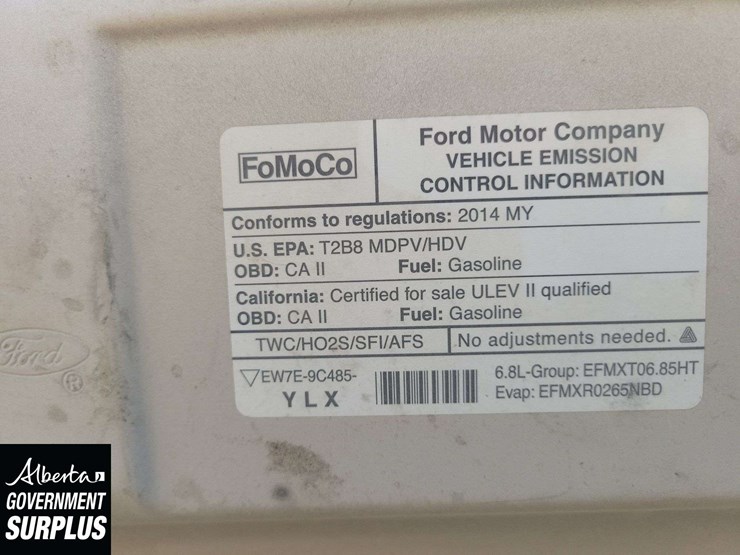 FoMoCo
Ford Motor Company
VEHICLE EMISSION
CONTROL INFORMATION
Conforms to regulations: 2014 MY
U.S. EPA: T2B8 MDPV/HDV
OBD: CA II Fuel: Gasoline
California: Certified for sale ULEV II qualified
OBD: CA II Fuel: Gasoline
TWC/HO2S/SFI/AFS No adjustments needed.
EW7E-9C485-
YLX
6.8L-Group: EFMXT06.85HT
Evap: EFMXR0265NBD
Ford ®
Alberta
GOVERNMENT
SURPLUS